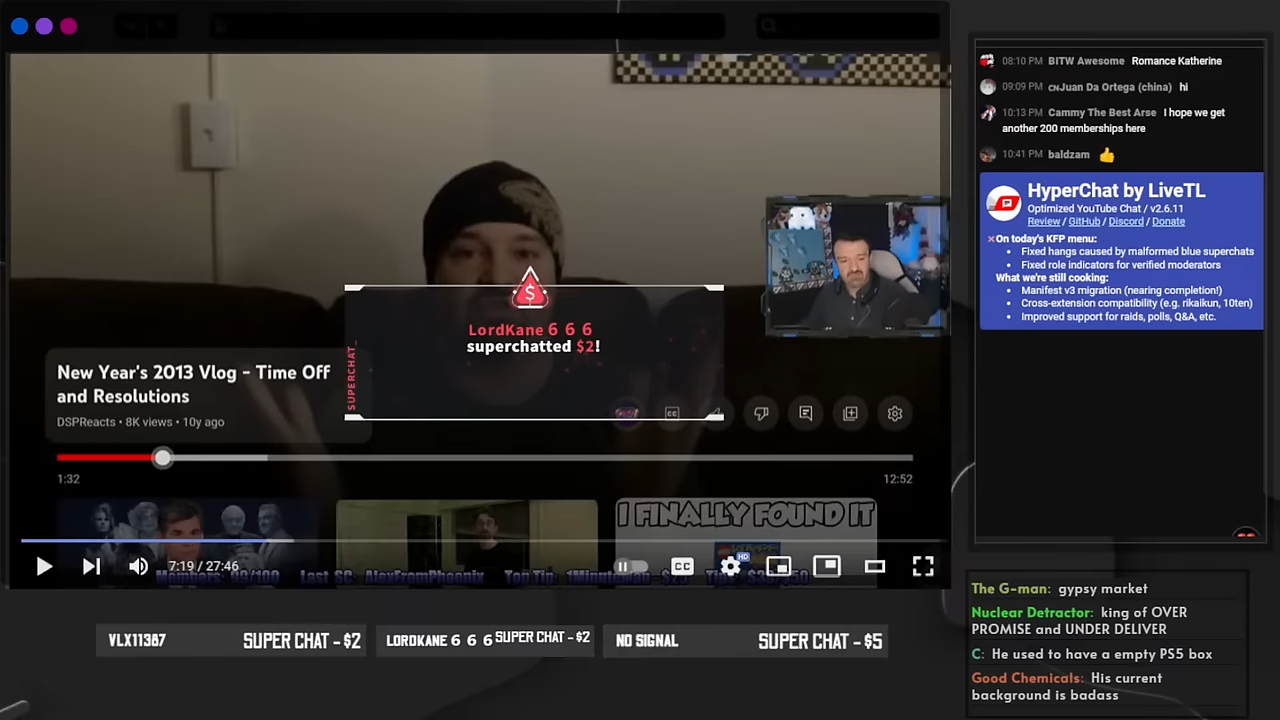 LordKane 6 6 6
superchatted $2!
SUPERCHAT_
New Year's 2013 Vlog - Time Off
and Resolutions
DSPReacts • 8K views • 10y ago
CC
1:32
12:52
I FINALLY FOUND IT
7:19 / 27:46
CC
HD
Last SC: AlexFromPhoenix
VLX11387
SUPER CHAT - $2
LORDKANE 6 6 6
SUPER CHAT - $2
NO SIGNAL
SUPER CHAT - $5
08:10 PM BITW Awesome Romance Katherine
09:09 PM CNJuan Da Ortega (china) hi
10:13 PM Cammy The Best Arse I hope we get
another 200 memberships here
10:41 PM baldzam 👍
HyperChat by LiveTL
Optimized YouTube Chat / v2.6.11
Review / GitHub / Discord / Donate
×On today's KFP menu:
• Fixed hangs caused by malformed blue superchats
• Fixed role indicators for verified moderators
What we're still cooking:
• Manifest v3 migration (nearing completion!)
• Cross-extension compatibility (e.g. rikaikun, 10ten)
• Improved support for raids, polls, Q&A, etc.
The G-man: gypsy market
Nuclear Detractor: king of OVER
PROMISE and UNDER DELIVER
C: He used to have a empty PS5 box
Good Chemicals: His current
background is badass